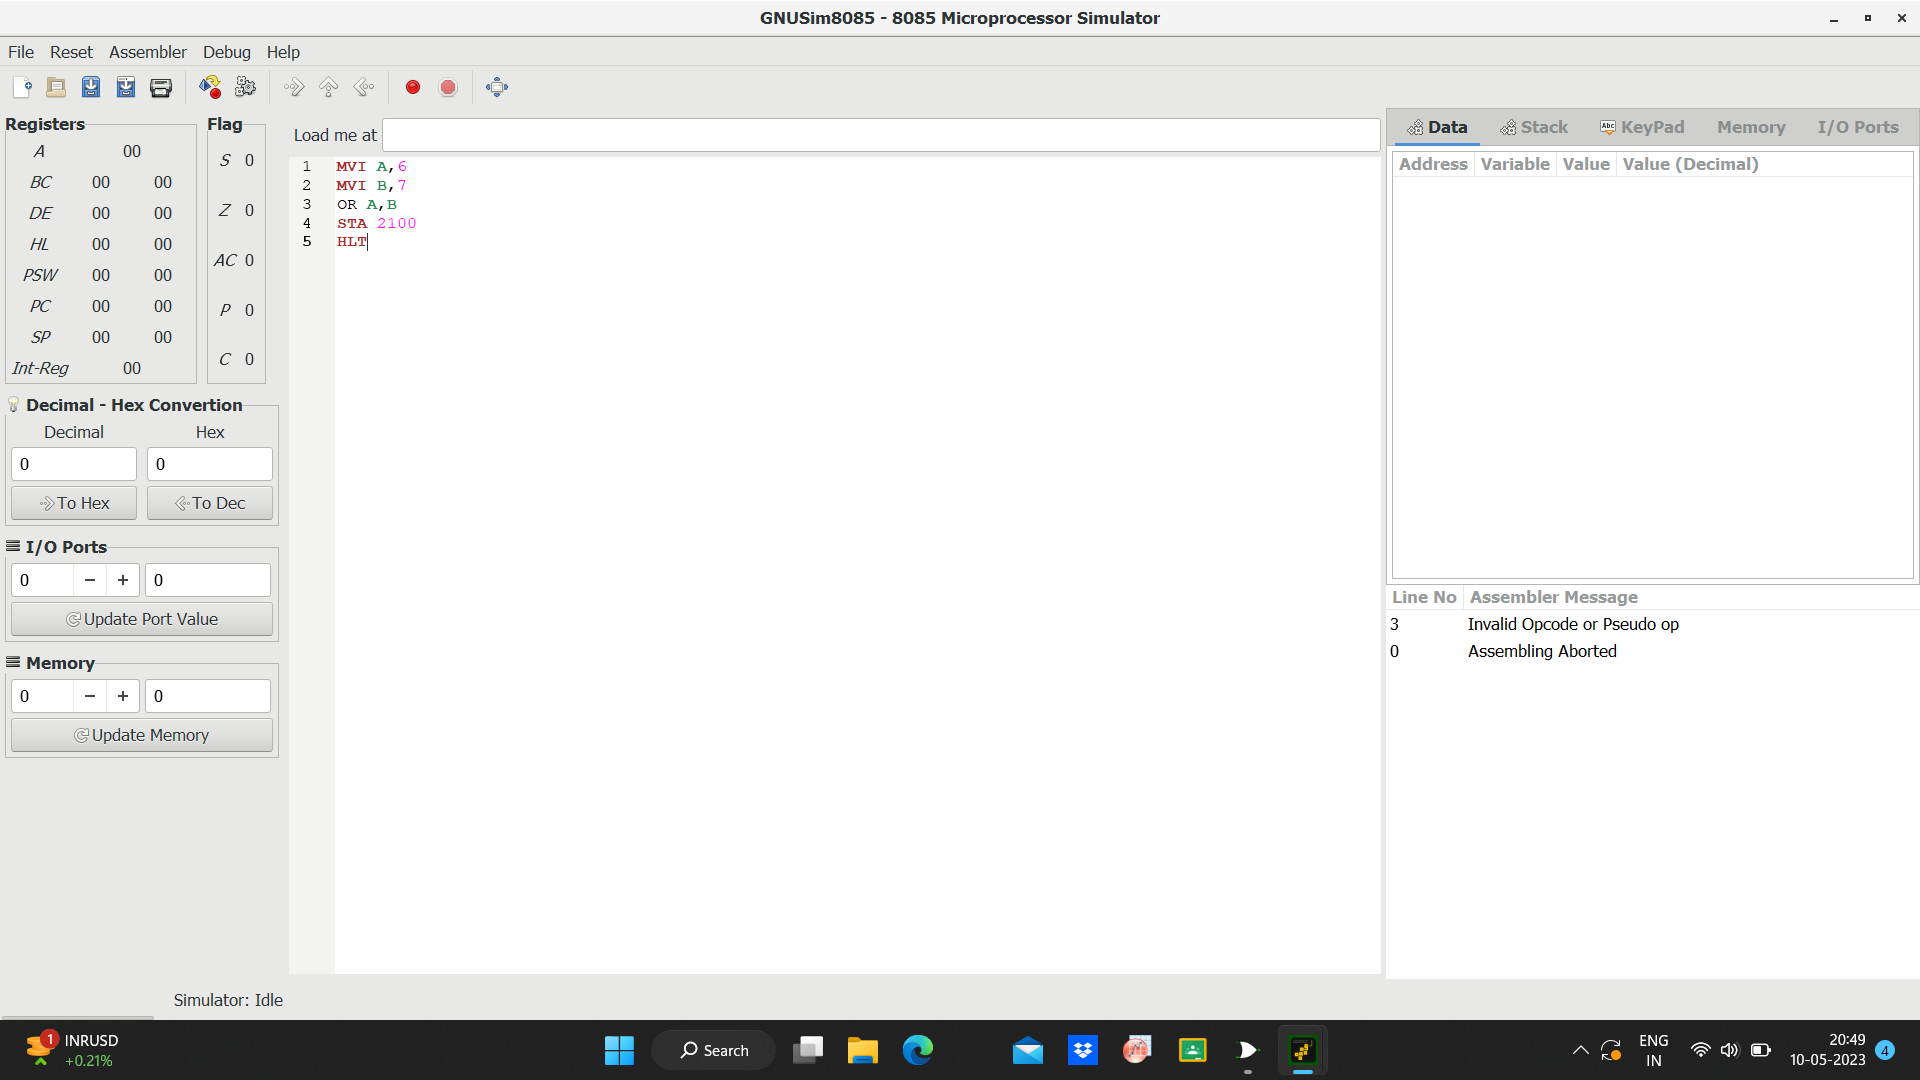 GNUSim8085 - 8085 Microprocessor Simulator
File Reset Assembler Debug Help
Registers
A 00
BC 00 00
DE 00 00
HL 00 00
PSW 00 00
PC 00 00
SP 00 00
Int-Reg 00
Flag
S 0
Z 0
AC 0
P 0
C 0
Decimal - Hex Convertion
Decimal Hex
0 0
To Hex To Dec
I/O Ports
0 − + 0
Update Port Value
Memory
0 − + 0
Update Memory
Load me at
1 MVI A,6
2 MVI B,7
3 OR A,B
4 STA 2100
5 HLT
Data Stack Abc KeyPad Memory I/O Ports
Address Variable Value Value (Decimal)
Line No Assembler Message
3 Invalid Opcode or Pseudo op
0 Assembling Aborted
Simulator: Idle
1 INRUSD
+0.21%
Search
ENG
IN
20:49
10-05-2023
4